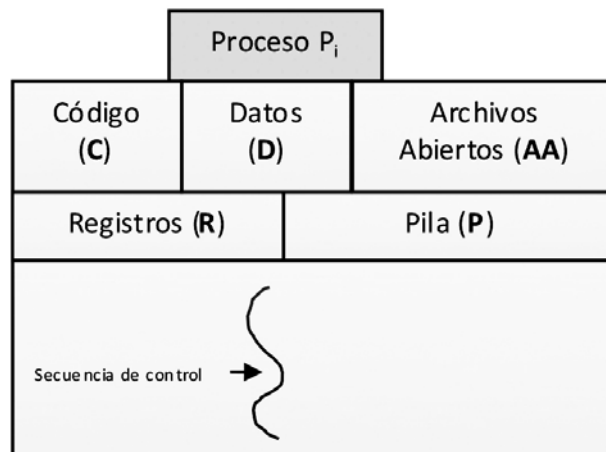 Proceso Pi
Código
(C)
Datos
(D)
Archivos
Abiertos (AA)
Registros (R)
Pila (P)
Secuencia de control